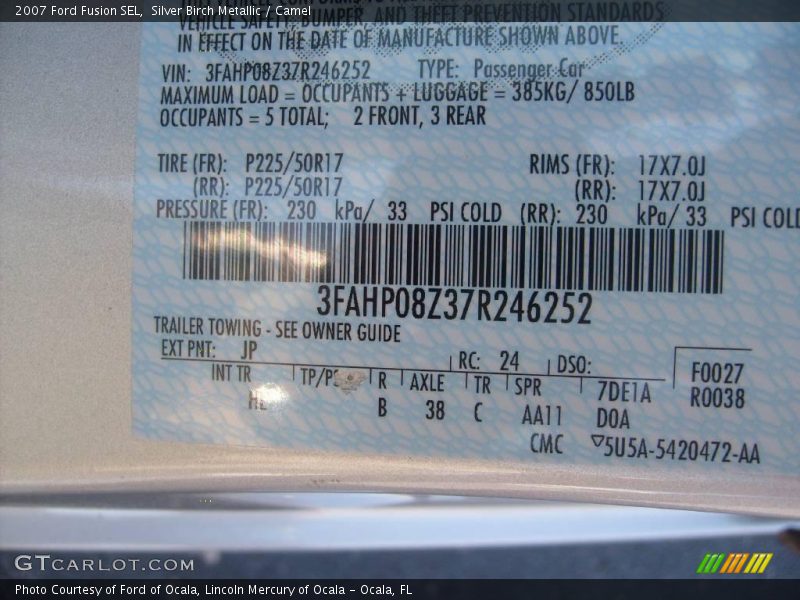 2007 Ford Fusion SEL, Silver Birch Metallic / Camel
VEHICLE SAFETY, BUMPER, AND THEFT PREVENTION STANDARDS
IN EFFECT ON THE DATE OF MANUFACTURE SHOWN ABOVE.
VIN: 3FAHP08Z37R246252 TYPE: Passenger Car
MAXIMUM LOAD = OCCUPANTS + LUGGAGE = 385KG/ 850LB
OCCUPANTS = 5 TOTAL; 2 FRONT, 3 REAR
TIRE (FR): P225/50R17 RIMS (FR): 17X7.0J
(RR): P225/50R17 (RR): 17X7.0J
PRESSURE (FR): 230 kPa/ 33 PSI COLD (RR): 230 kPa/ 33 PSI COLD
3FAHP08Z37R246252
TRAILER TOWING - SEE OWNER GUIDE
EXT PNT: JP RC: 24 DSO: F0027
INT TR TP/P R AXLE TR SPR 7DE1A R0038
B 38 C AA11 D0A
CMC ▽5U5A-5420472-AA
GTCARLOT.COM
Photo Courtesy of Ford of Ocala, Lincoln Mercury of Ocala - Ocala, FL